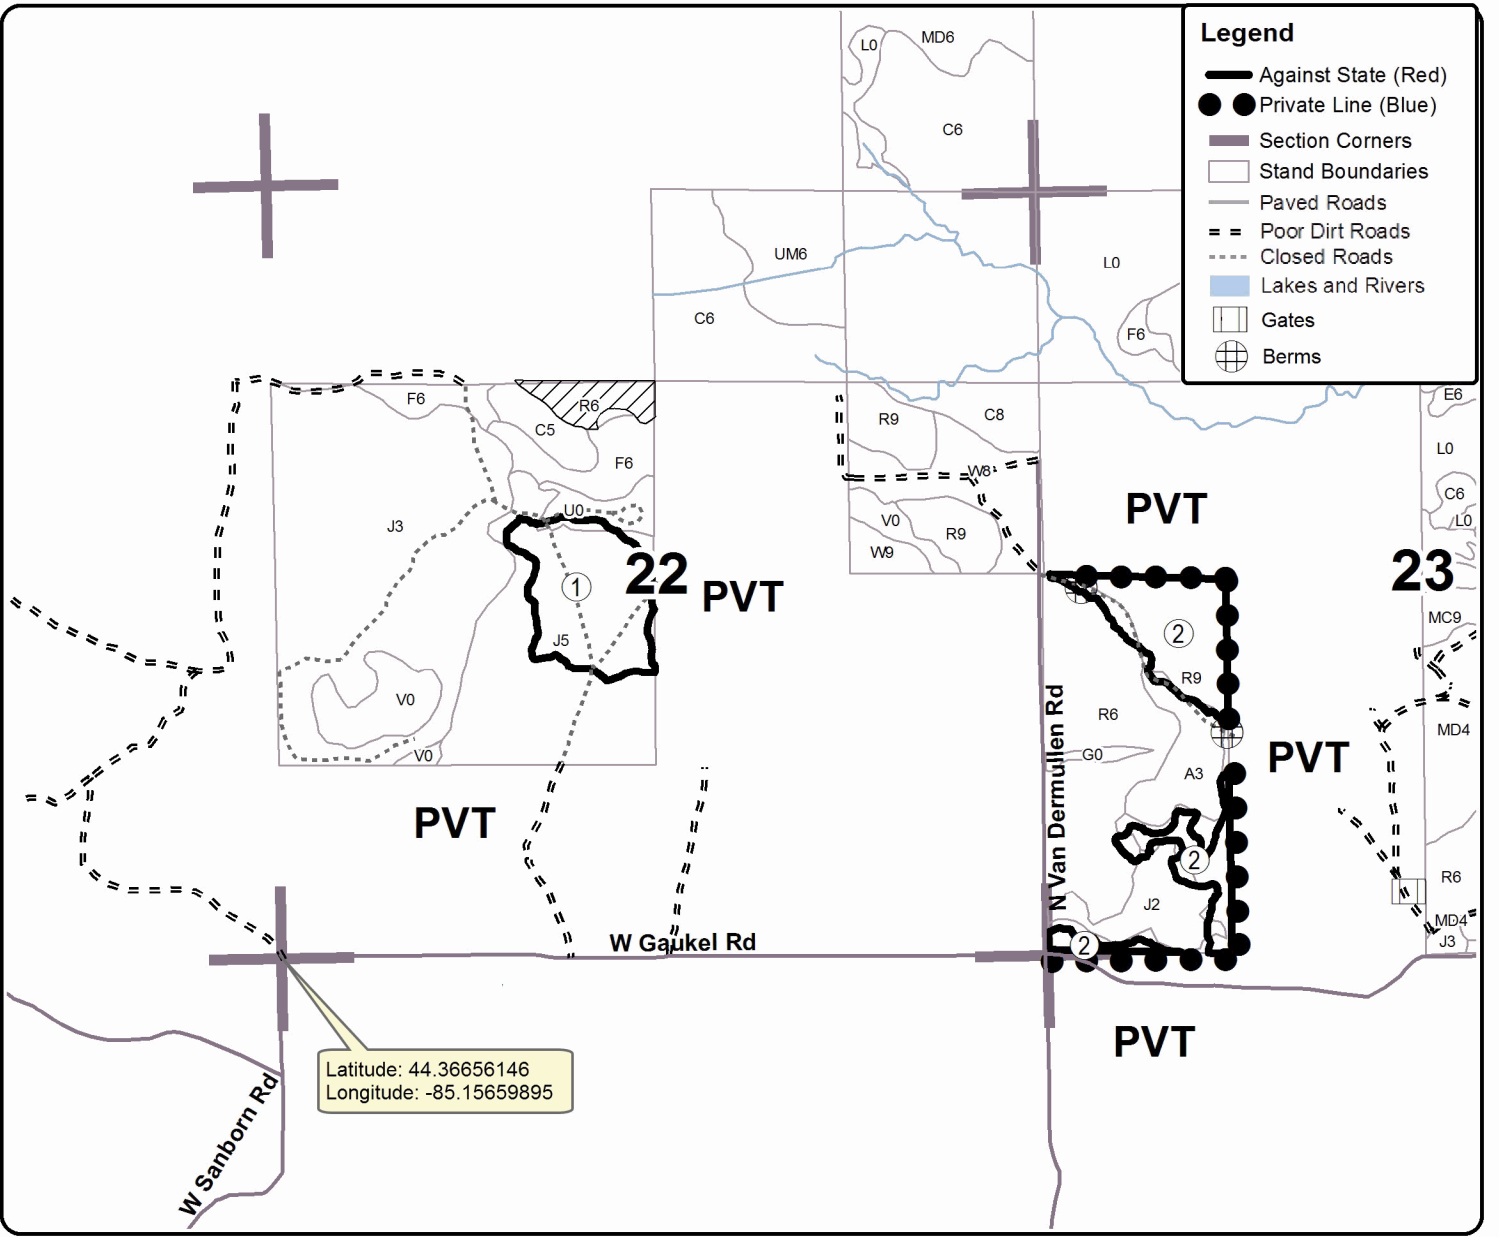 Legend
Against State (Red)
Private Line (Blue)
Section Corners
Stand Boundaries
Paved Roads
Poor Dirt Roads
Closed Roads
Lakes and Rivers
Gates
Berms
L0
MD6
C6
UM6
L0
C6
F6
F6
R6
C5
F6
R9
C8
E6
L0
W8
C6
L0
J3
U0
V0
R9
W9
PVT
22
PVT
23
1
J5
MC9
2
R9
V0
V0
R6
G0
A3
MD4
PVT
PVT
N Van Dermullen Rd
2
J2
R6
MD4
J3
W Gaukel Rd
2
PVT
Latitude: 44.36656146
Longitude: -85.15659895
W Sanborn Rd